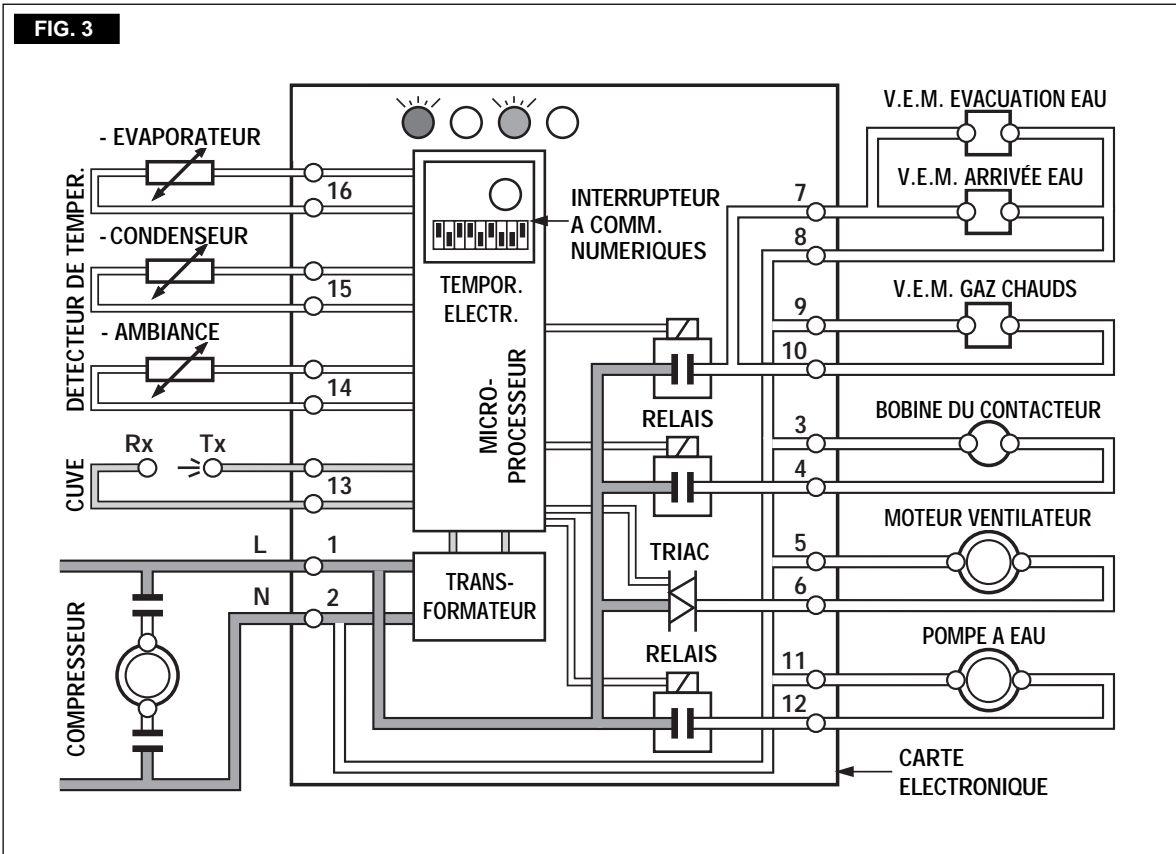 FIG. 3
- EVAPORATEUR
16
- CONDENSEUR
15
- AMBIANCE
14
DETECTEUR DE TEMPER.
Rx
Tx
13
CUVE
L
1
N
2
COMPRESSEUR
INTERRUPTEUR
A COMM.
NUMERIQUES
TEMPOR.
ELECTR.
MICRO-
PROCESSEUR
TRANS-
FORMATEUR
RELAIS
TRIAC
RELAIS
V.E.M. EVACUATION EAU
V.E.M. ARRIVÉE EAU
7
8
V.E.M. GAZ CHAUDS
9
10
BOBINE DU CONTACTEUR
3
4
MOTEUR VENTILATEUR
5
6
POMPE A EAU
11
12
CARTE
ELECTRONIQUE